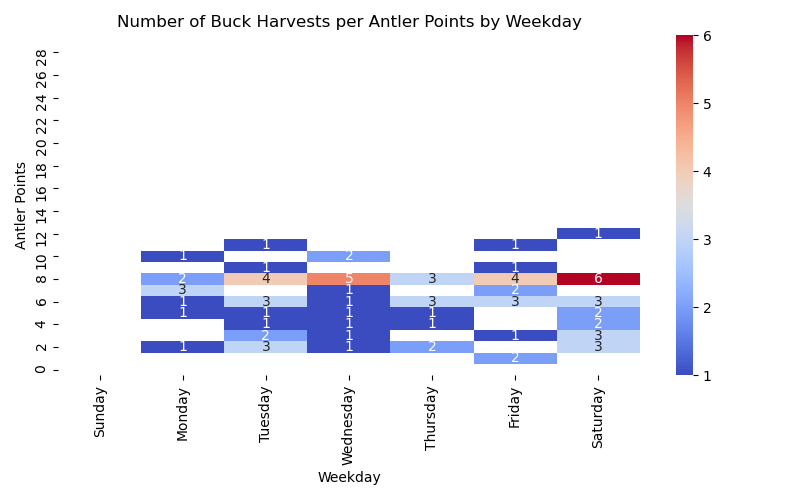 Number of Buck Harvests per Antler Points by Weekday
Antler Points
28
26
24
22
20
18
16
14
12
10
8
6
4
2
0
1
1 1
1 2
1 1
2 4 5 3 4 6
3 1 2
1 3 1 3 3 3
1 1 1 1 2
1 1 1 2
2 1 1 3
1 3 1 2 3
2
Sunday
Monday
Tuesday
Wednesday
Thursday
Friday
Saturday
Weekday
6
5
4
3
2
1